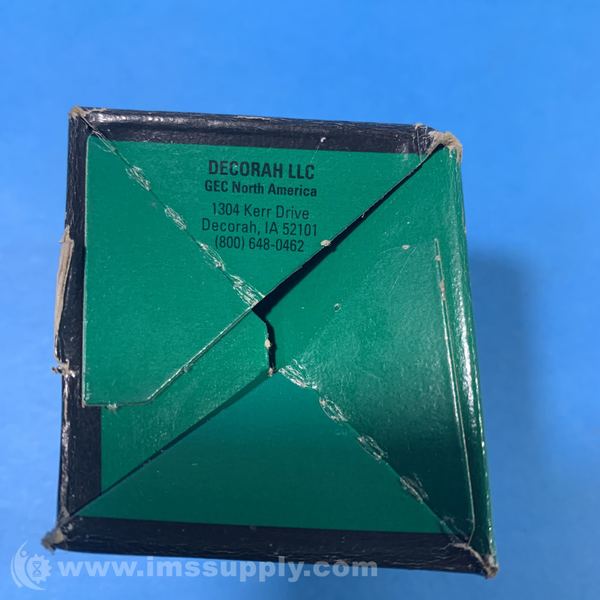 DECORAH LLC
GEC North America
1304 Kerr Drive
Decorah, IA 52101
(800) 648-0462
www.imssupply.com